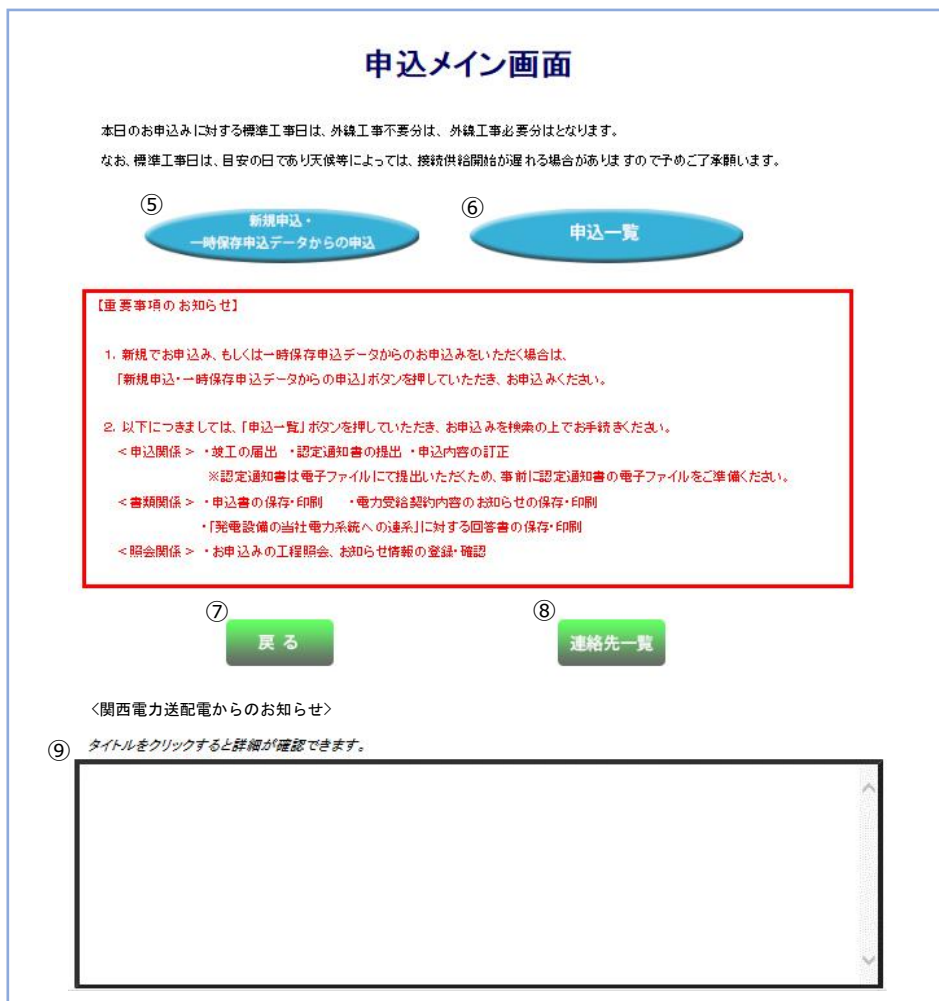 申込メイン画面
本日のお申込みに対する標準工事日は、外線工事不要分は、 外線工事必要分はとなります。
なお、標準工事日は、目安の日であり天候等によっては、接続供給開始が遅れる場合がありますので予めご了承願います。
⑤
新規申込・
一時保存申込データからの申込
⑥
申込一覧
【重要事項のお知らせ】
1. 新規でお申込み、もしくは一時保存申込データからのお申込みをいただく場合は、
「新規申込・一時保存申込データからの申込」ボタンを押していただき、お申込みください。
2. 以下につきましては、「申込一覧」ボタンを押していただき、お申込みを検索の上でお手続きください。
＜申込関係＞ ・竣工の届出 ・認定通知書の提出 ・申込内容の訂正
※認定通知書は電子ファイルにて提出いただくため、事前に認定通知書の電子ファイルをご準備ください。
＜書類関係＞ ・申込書の保存・印刷 ・電力受給契約内容のお知らせの保存・印刷
・「発電設備の当社電力系統への連系」に対する回答書の保存・印刷
＜照会関係＞ ・お申込みの工程照会、お知らせ情報の登録・確認
⑦
戻る
⑧
連絡先一覧
〈関西電力送配電からのお知らせ〉
⑨
タイトルをクリックすると詳細が確認できます。